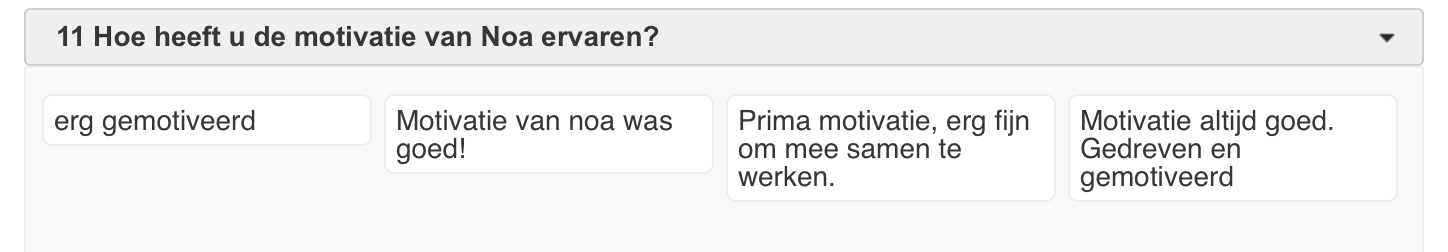 11 Hoe heeft u de motivatie van Noa ervaren?
erg gemotiveerd
Motivatie van noa was
goed!
Prima motivatie, erg fijn
om mee samen te
werken.
Motivatie altijd goed.
Gedreven en
gemotiveerd